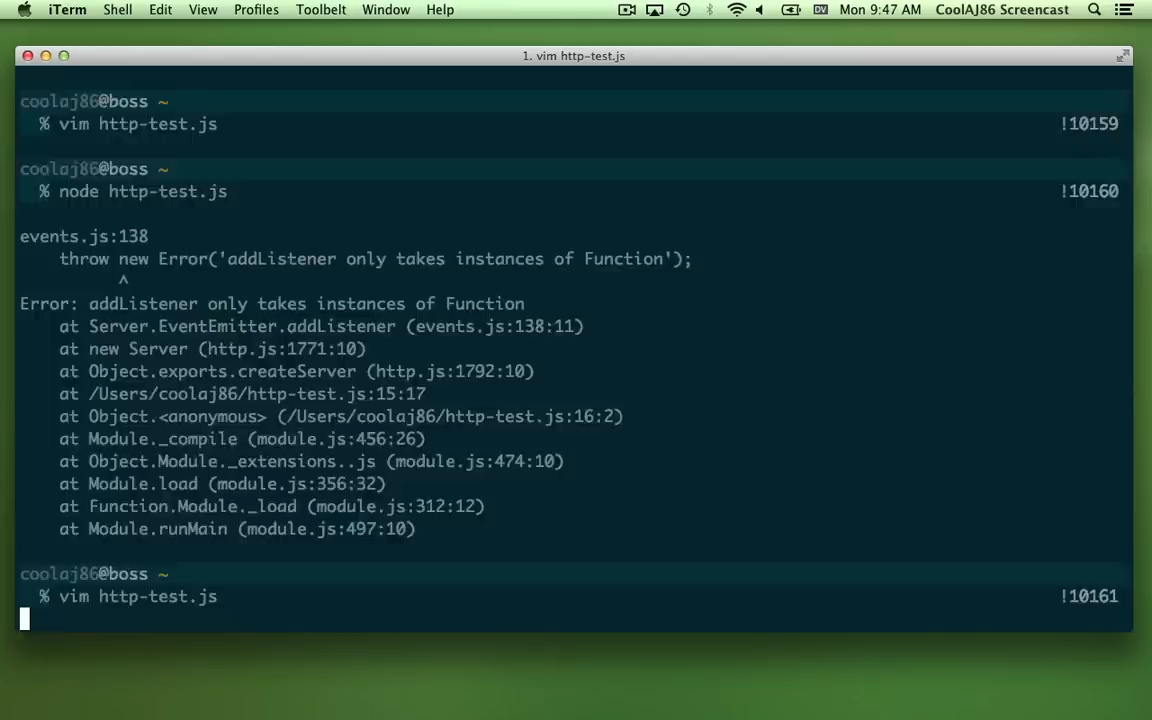 iTerm Shell Edit View Profiles Toolbelt Window Help DV Mon 9:47 AM CoolAJ86 Screencast
1. vim http-test.js
coolaj86@boss ~
% vim http-test.js !10159
coolaj86@boss ~
% node http-test.js !10160
events.js:138
throw new Error('addListener only takes instances of Function');
^
Error: addListener only takes instances of Function
at Server.EventEmitter.addListener (events.js:138:11)
at new Server (http.js:1771:10)
at Object.exports.createServer (http.js:1792:10)
at /Users/coolaj86/http-test.js:15:17
at Object.<anonymous> (/Users/coolaj86/http-test.js:16:2)
at Module._compile (module.js:456:26)
at Object.Module._extensions..js (module.js:474:10)
at Module.load (module.js:356:32)
at Function.Module._load (module.js:312:12)
at Module.runMain (module.js:497:10)
coolaj86@boss ~
% vim http-test.js !10161